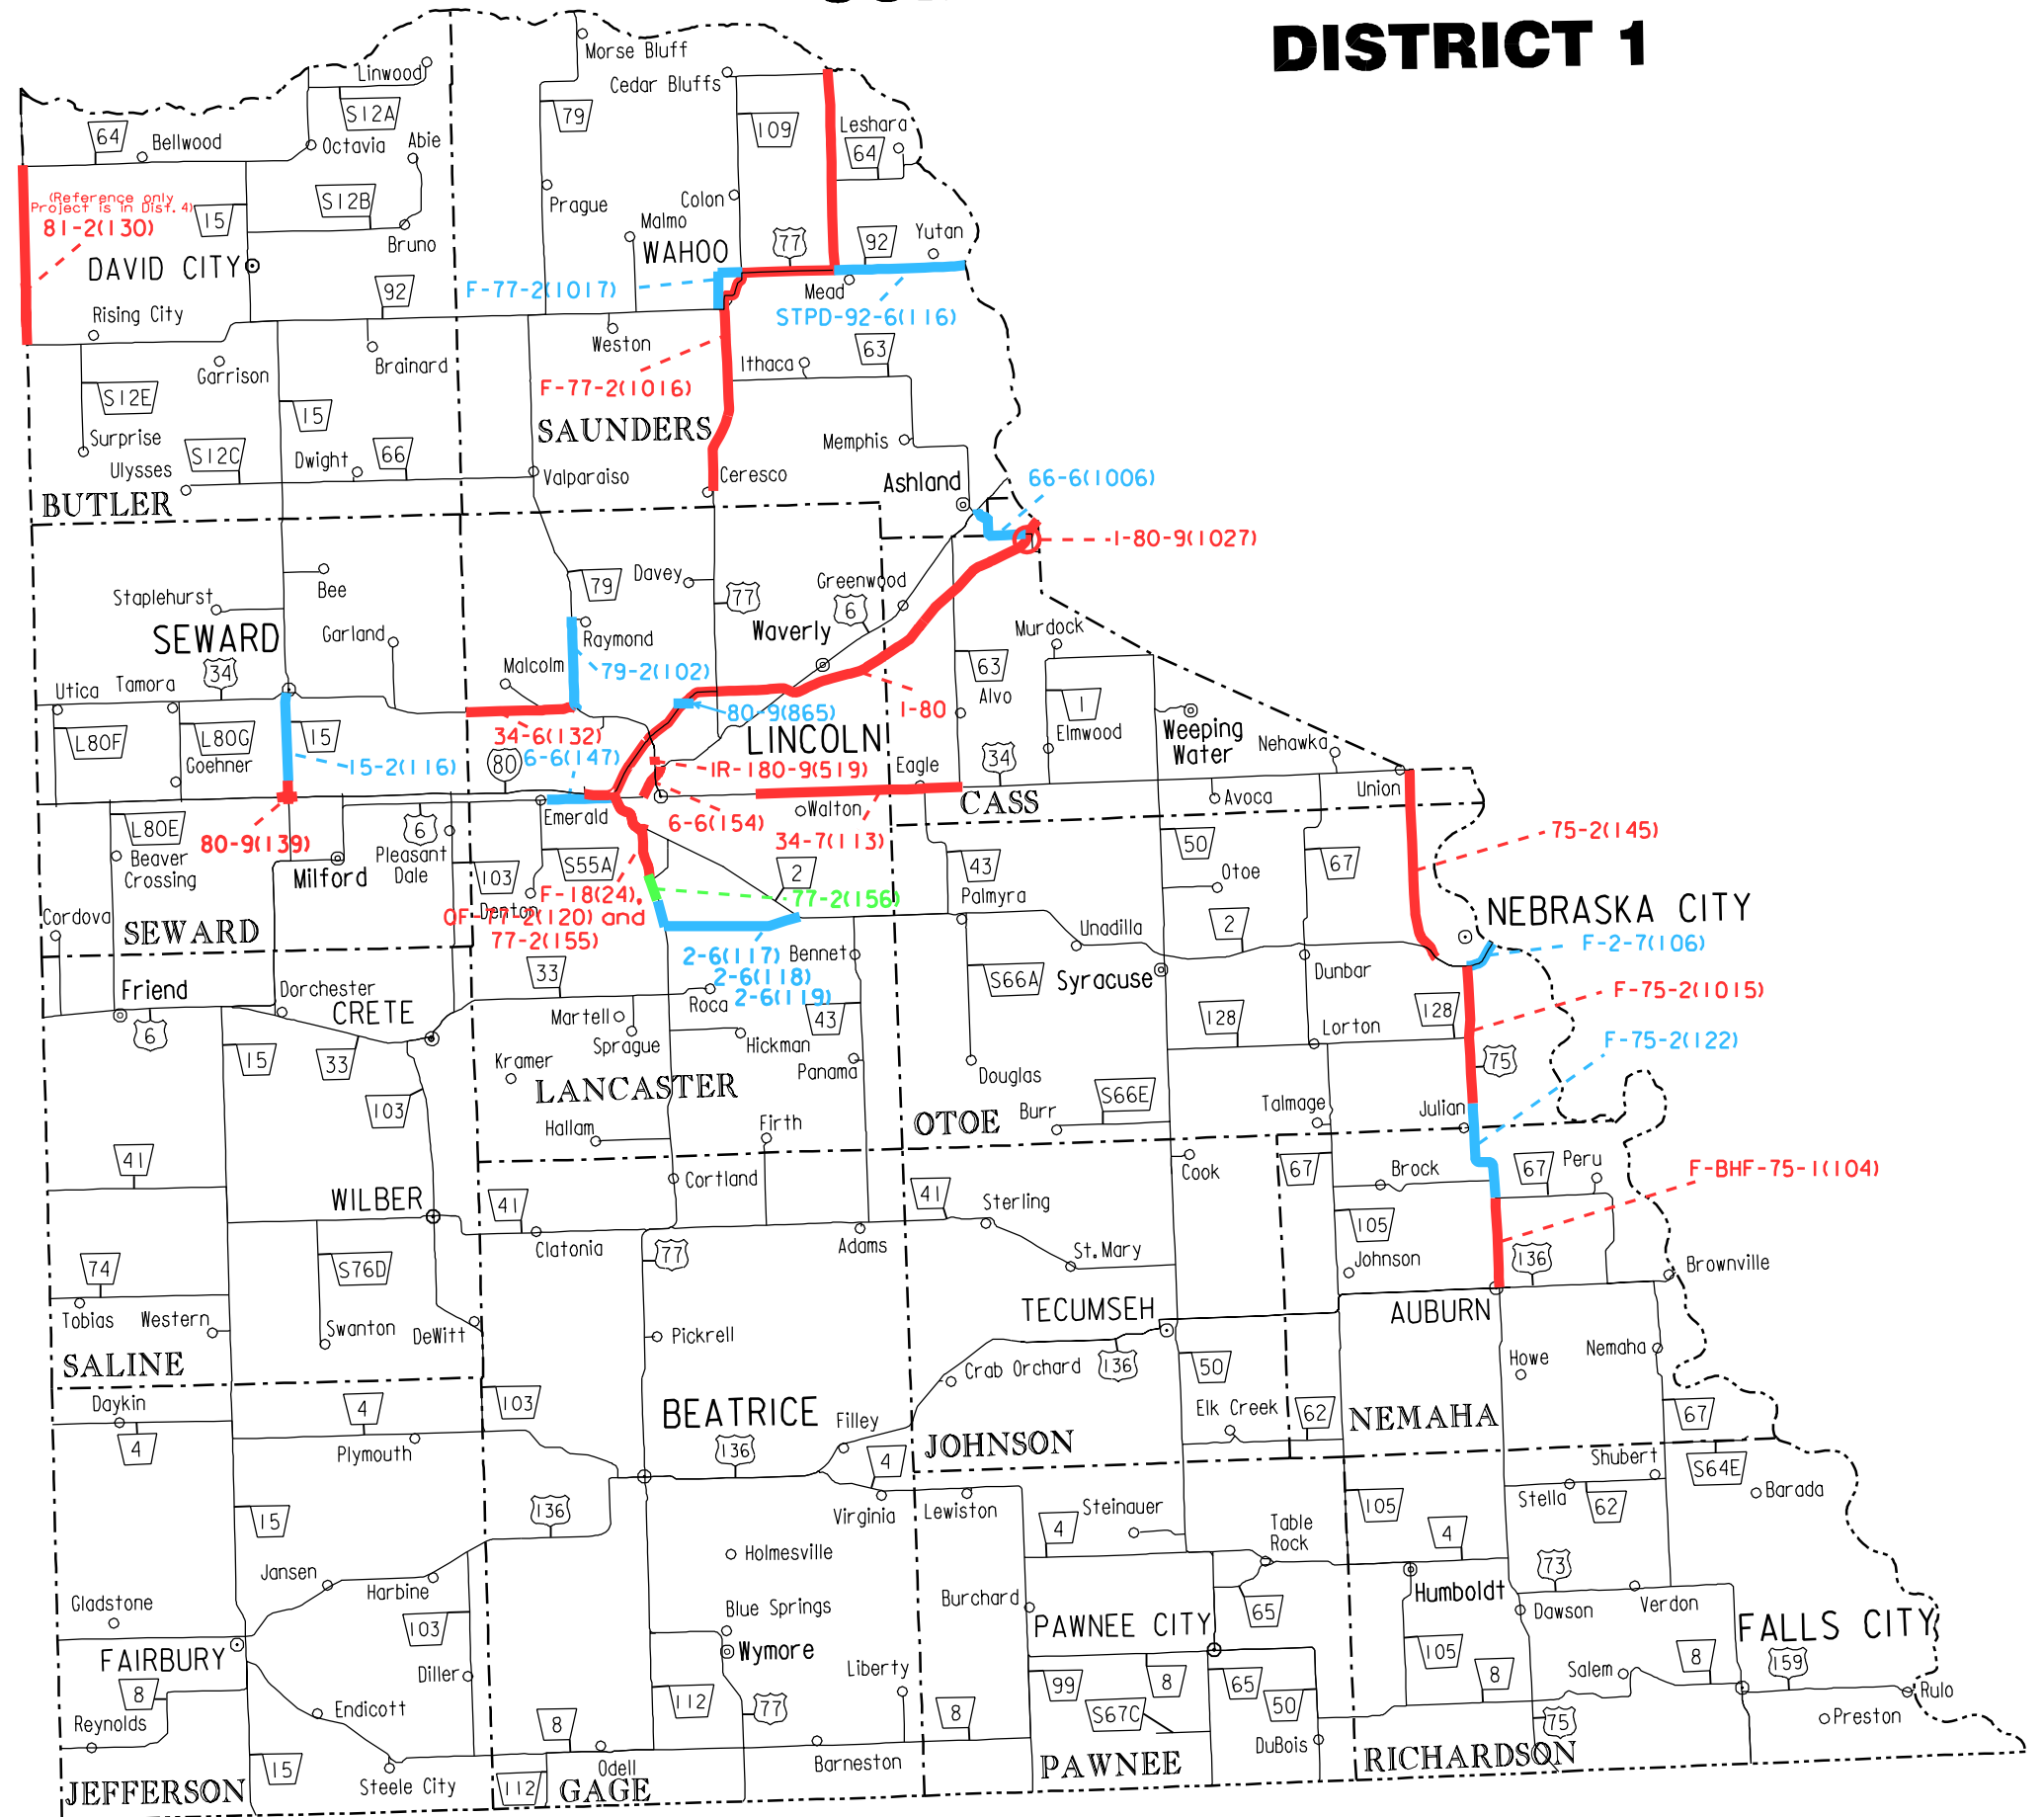 DISTRICT 1
Morse Bluff
Linwood
Cedar Bluffs
S12A
79
109
Leshara
64
Bellwood
Octavia
Abie
64
(Reference only
Project is in Dist. 4)
81-2(130)
15
S12B
Prague
Colon
Malmo
Bruno
WAHOO
77
92
Yutan
DAVID CITY
92
F-77-2(1017)
Mead
STPD-92-6(116)
Rising City
Weston
Ithaca
63
Garrison
Brainard
F-77-2(1016)
S12E
15
SAUNDERS
Surprise
Ulysses
S12C
Dwight
66
Valparaiso
Ceresco
Memphis
Ashland
66-6(1006)
BUTLER
I-80-9(1027)
Staplehurst
Bee
79
Davey
77
Greenwood
6
SEWARD
Garland
Raymond
Waverly
Murdock
34
Malcolm
79-2(102)
63
Utica
Tamora
Alvo
1
L80F
L80G
15
80-9(865)
I-80
Elmwood
Weeping
Water
Goehner
34-6(132)
LINCOLN
Nehawka
15-2(116)
80
6-6(147)
IR-180-9(519)
Eagle
34
Emerald
Walton
CASS
Avoca
Union
L80E
6
6-6(154)
80-9(139)
34-7(113)
75-2(145)
Beaver
Crossing
Milford
Pleasant
Dale
103
S55A
2
43
50
67
F-18(24),
Denton
OF-77-2(120) and
77-2(155)
77-2(156)
Palmyra
Otoe
NEBRASKA CITY
Cordova
SEWARD
2-6(117)
2-6(118)
2-6(119)
Bennet
Unadilla
2
F-2-7(106)
Friend
Dorchester
33
Roca
S66A
Syracuse
Dunbar
F-75-2(1015)
6
CRETE
Martell
Sprague
43
128
Lorton
128
15
33
Kramer
Hickman
Panama
75
F-75-2(122)
103
LANCASTER
Douglas
S66E
Talmage
Julian
Hallam
Firth
OTOE
Burr
41
Cortland
Cook
67
Brock
67
Peru
F-BHF-75-1(104)
WILBER
41
41
Sterling
105
Clatonia
Adams
77
St.Mary
Johnson
136
Brownville
74
S76D
Tobias
Western
Swanton
DeWitt
Pickrell
TECUMSEH
AUBURN
SALINE
Crab Orchard
136
50
Howe
Nemaha
Daykin
4
103
BEATRICE
Filley
Elk Creek
62
NEMAHA
67
4
Plymouth
136
4
JOHNSON
Shubert
S64E
Virginia
Lewiston
Steinauer
105
Stella
62
Barada
15
136
4
Table
Rock
4
Jansen
Harbine
Holmesville
73
Gladstone
103
Blue Springs
Burchard
65
Humboldt
Dawson
Verdon
FAIRBURY
Wymore
PAWNEE CITY
FALLS CITY
8
Diller
Liberty
99
8
65
105
8
Salem
8
159
Reynolds
Endicott
112
77
8
S67C
50
Rulo
8
75
Preston
15
Steele City
Odell
Barneston
DuBois
JEFFERSON
112
GAGE
PAWNEE
RICHARDSON